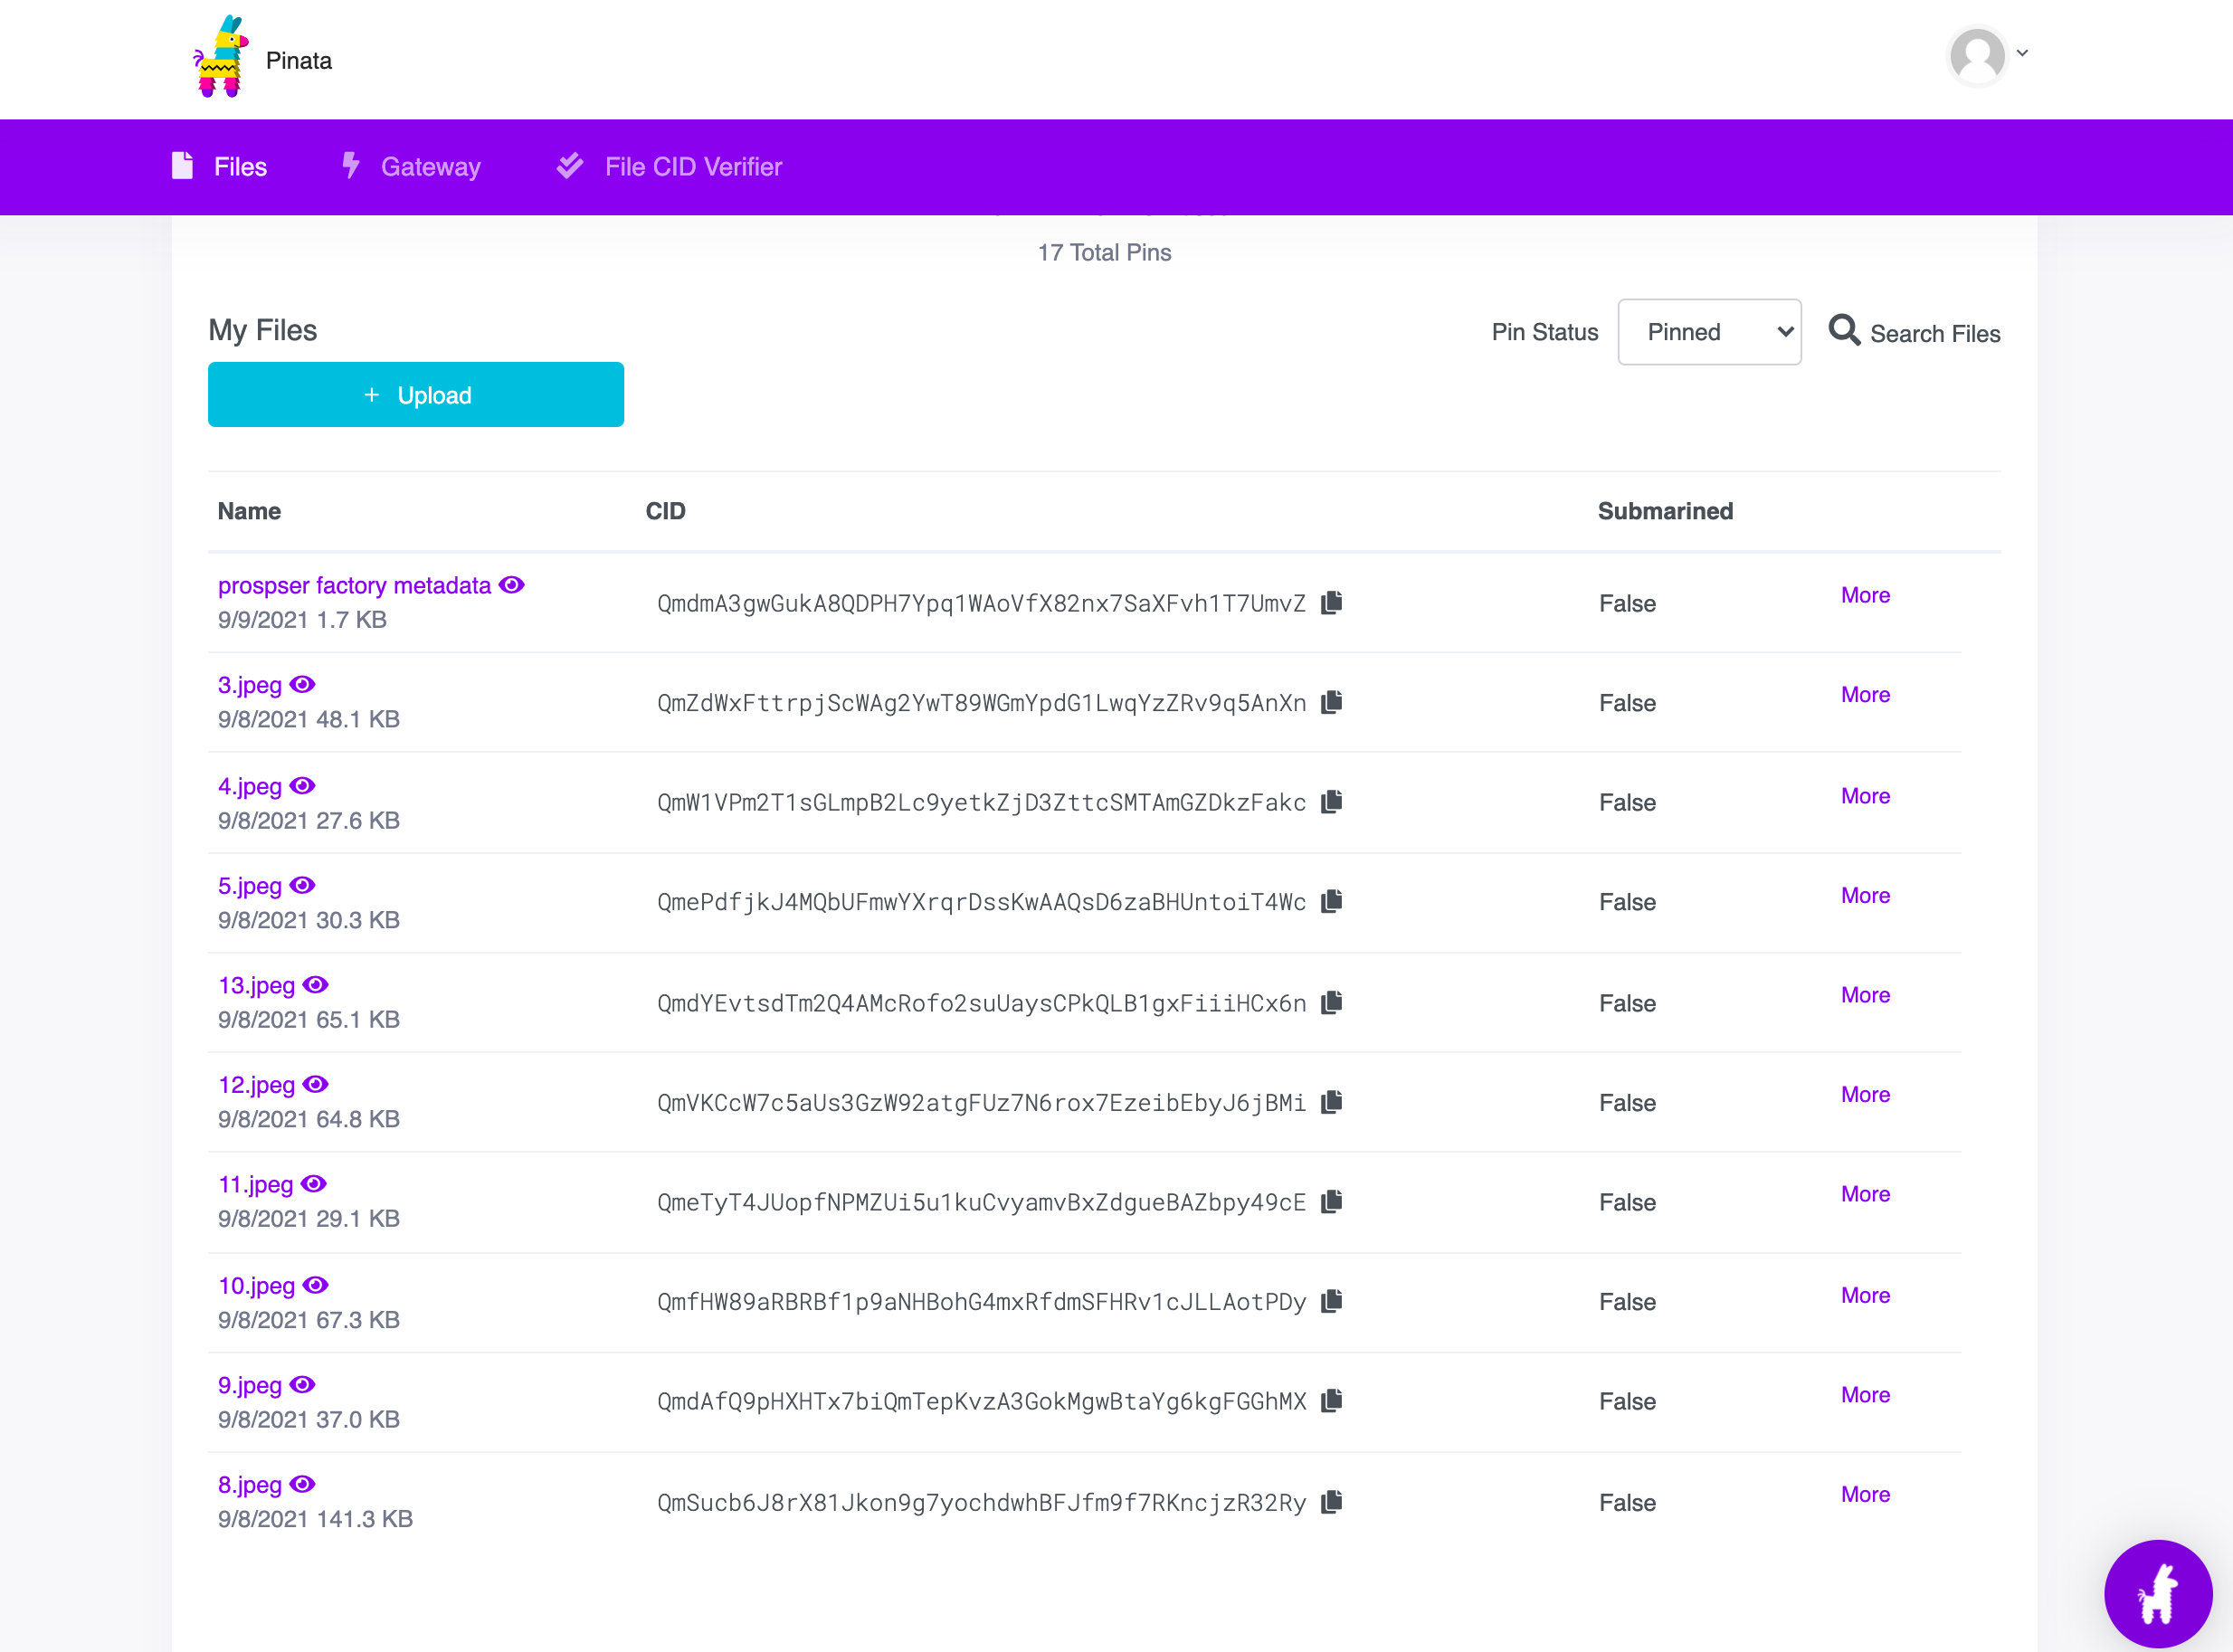 Pinata
Files Gateway File CID Verifier
17 Total Pins
My Files
Pin Status Pinned Search Files
+ Upload
Name CID Submarined
prospser factory metadata
9/9/2021 1.7 KB
QmdmA3gwGukA8QDPH7Ypq1WAoVfX82nx7SaXFvh1T7UmvZ False More
3.jpeg
9/8/2021 48.1 KB
QmZdWxFttrpjScWAg2YwT89WGmYpdG1LwqYzZRv9q5AnXn False More
4.jpeg
9/8/2021 27.6 KB
QmW1VPm2T1sGLmpB2Lc9yetkZjD3ZttcSMTAmGZDkzFakc False More
5.jpeg
9/8/2021 30.3 KB
QmePdfjkJ4MQbUFmwYXrqrDssKwAAQsD6zaBHUntoiT4Wc False More
13.jpeg
9/8/2021 65.1 KB
QmdYEvtsdTm2Q4AMcRofo2suUaysCPkQLB1gxFiiiHCx6n False More
12.jpeg
9/8/2021 64.8 KB
QmVKCcW7c5aUs3GzW92atgFUz7N6rox7EzeibEbyJ6jBMi False More
11.jpeg
9/8/2021 29.1 KB
QmeTyT4JUopfNPMZUi5u1kuCvyamvBxZdgueBAZbpy49cE False More
10.jpeg
9/8/2021 67.3 KB
QmfHW89aRBRBf1p9aNHBohG4mxRfdmSFHRv1cJLLAotPDy False More
9.jpeg
9/8/2021 37.0 KB
QmdAfQ9pHXHTx7biQmTepKvzA3GokMgwBtaYg6kgFGGhMX False More
8.jpeg
9/8/2021 141.3 KB
QmSucb6J8rX81Jkon9g7yochdwhBFJfm9f7RKncjzR32Ry False More